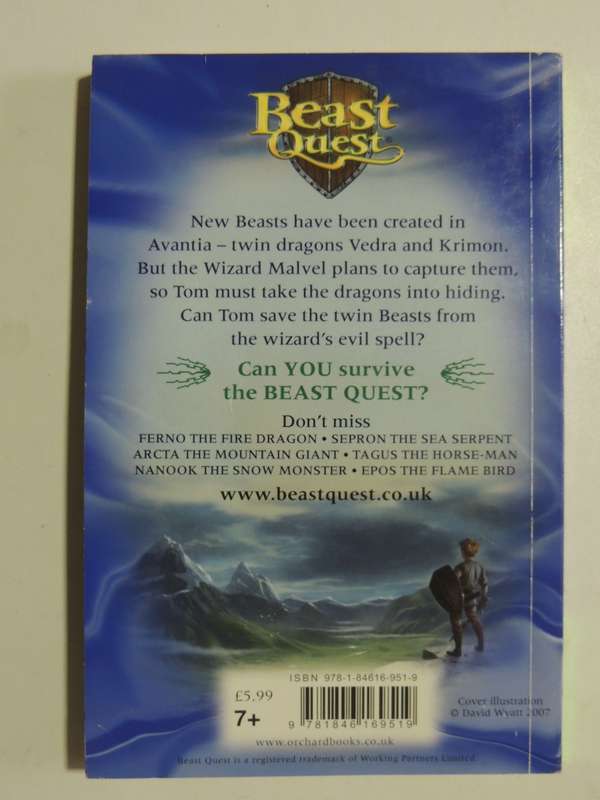 Beast
Quest
New Beasts have been created in
Avantia – twin dragons Vedra and Krimon.
But the Wizard Malvel plans to capture them,
so Tom must take the dragons into hiding.
Can Tom save the twin Beasts from
the wizard's evil spell?
Can YOU survive
the BEAST QUEST?
Don't miss
FERNO THE FIRE DRAGON • SEPRON THE SEA SERPENT
ARCTA THE MOUNTAIN GIANT • TAGUS THE HORSE-MAN
NANOOK THE SNOW MONSTER • EPOS THE FLAME BIRD
www.beastquest.co.uk
ISBN 978-1-84616-951-9
£5.99
7+
9 781846 169519
www.orchardbooks.co.uk
Cover illustration
© David Wyatt 2007
Beast Quest is a registered trademark of Working Partners Limited.